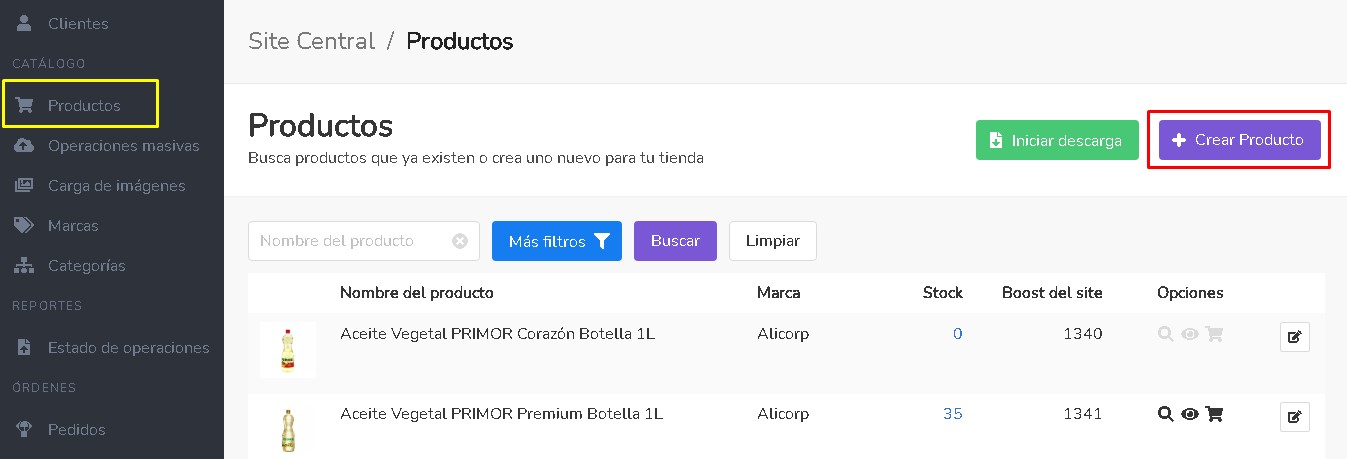 Clientes
CATÁLOGO
Productos
Operaciones masivas
Carga de imágenes
Marcas
Categorías
REPORTES
Estado de operaciones
ÓRDENES
Pedidos
Site Central / Productos
Productos
Busca productos que ya existen o crea uno nuevo para tu tienda
Iniciar descarga
Crear Producto
Nombre del producto
Más filtros
Buscar
Limpiar
Nombre del producto Marca Stock Boost del site Opciones
Aceite Vegetal PRIMOR Corazón Botella 1L Alicorp 0 1340
Aceite Vegetal PRIMOR Premium Botella 1L Alicorp 35 1341